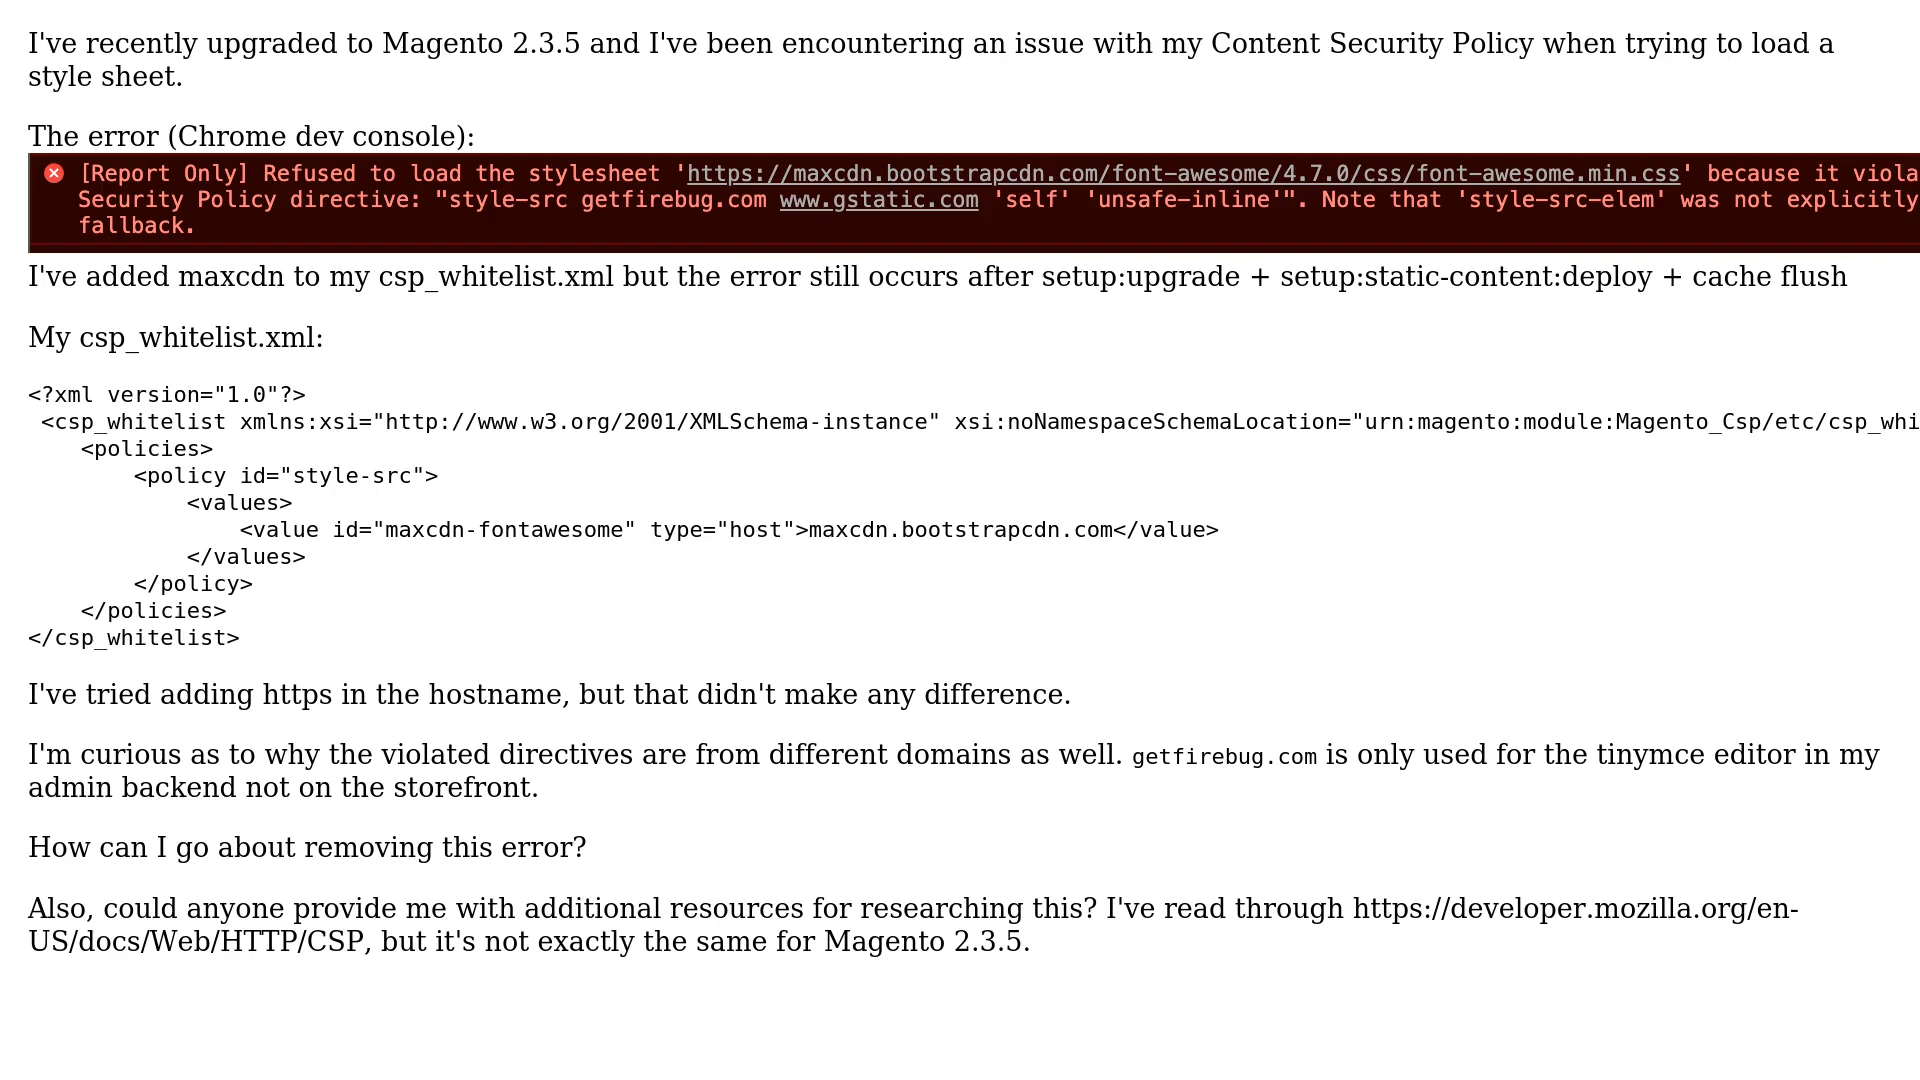 I've recently upgraded to Magento 2.3.5 and I've been encountering an issue with my Content Security Policy when trying to load a
style sheet.
The error (Chrome dev console):
[Report Only] Refused to load the stylesheet 'https://maxcdn.bootstrapcdn.com/font-awesome/4.7.0/css/font-awesome.min.css' because it viola
Security Policy directive: "style-src getfirebug.com www.gstatic.com 'self' 'unsafe-inline'". Note that 'style-src-elem' was not explicitly
fallback.
I've added maxcdn to my csp_whitelist.xml but the error still occurs after setup:upgrade + setup:static-content:deploy + cache flush
My csp_whitelist.xml:
<?xml version="1.0"?>
<csp_whitelist xmlns:xsi="http://www.w3.org/2001/XMLSchema-instance" xsi:noNamespaceSchemaLocation="urn:magento:module:Magento_Csp/etc/csp_whi
<policies>
<policy id="style-src">
<values>
<value id="maxcdn-fontawesome" type="host">maxcdn.bootstrapcdn.com</value>
</values>
</policy>
</policies>
</csp_whitelist>
I've tried adding https in the hostname, but that didn't make any difference.
I'm curious as to why the violated directives are from different domains as well. getfirebug.com is only used for the tinymce editor in my
admin backend not on the storefront.
How can I go about removing this error?
Also, could anyone provide me with additional resources for researching this? I've read through https://developer.mozilla.org/en-
US/docs/Web/HTTP/CSP, but it's not exactly the same for Magento 2.3.5.